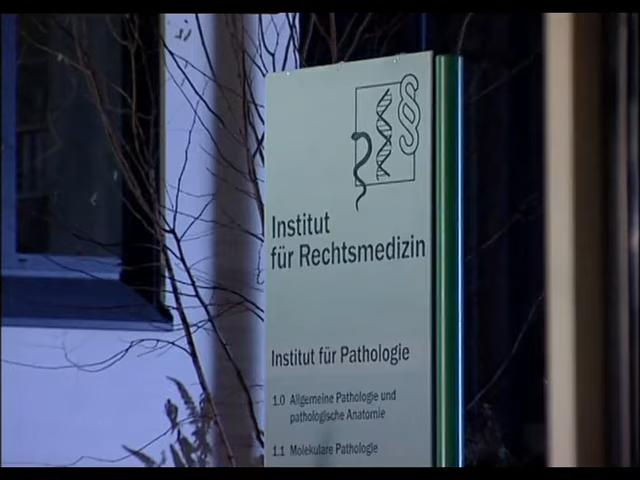 Institut
für Rechtsmedizin
Institut für Pathologie
1.0 Allgemeine Pathologie und
pathologische Anatomie
1.1 Molekulare Pathologie